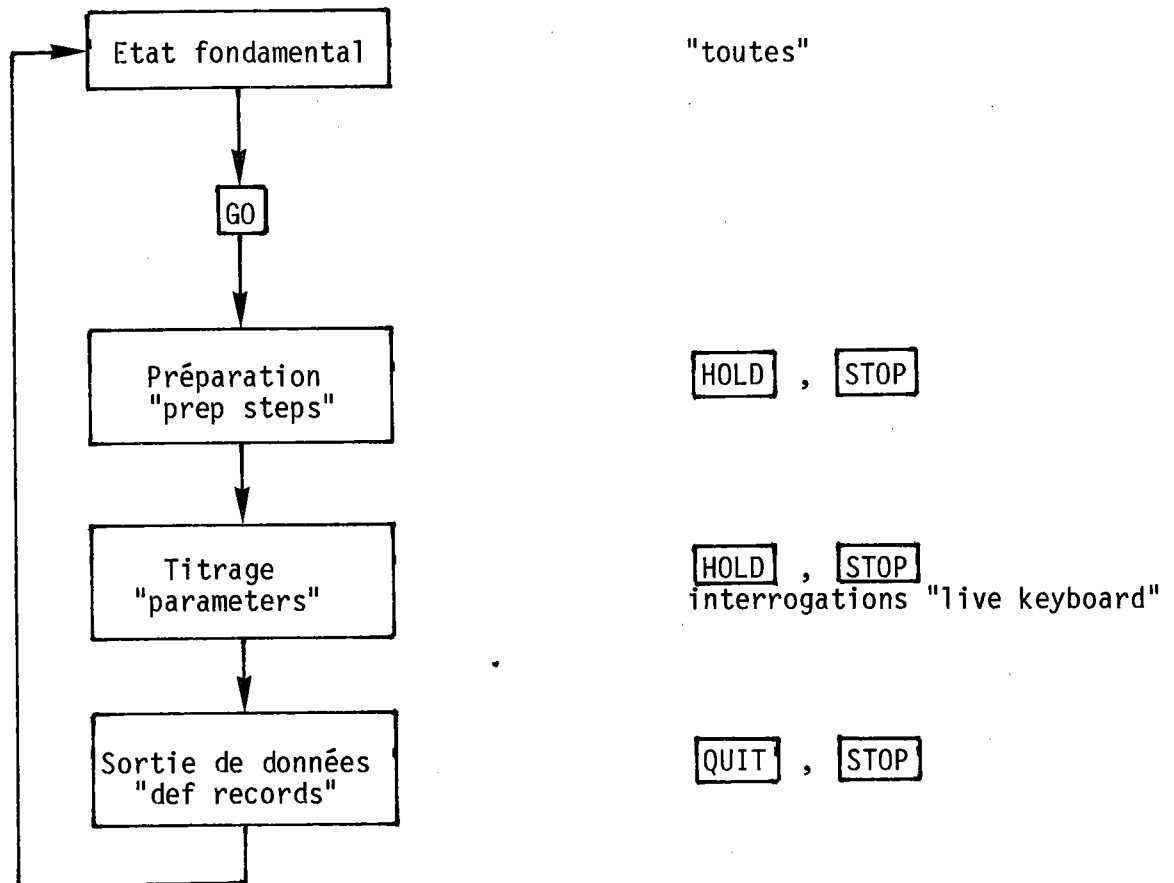 Etat fondamental "toutes"
GO
Préparation
"prep steps"
HOLD , STOP
Titrage
"parameters"
HOLD , STOP
interrogations "live keyboard"
Sortie de données
"def records"
QUIT , STOP